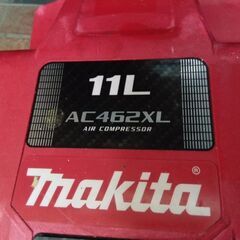 11L
AC462XL
AIR COMPRESSOR
makita®